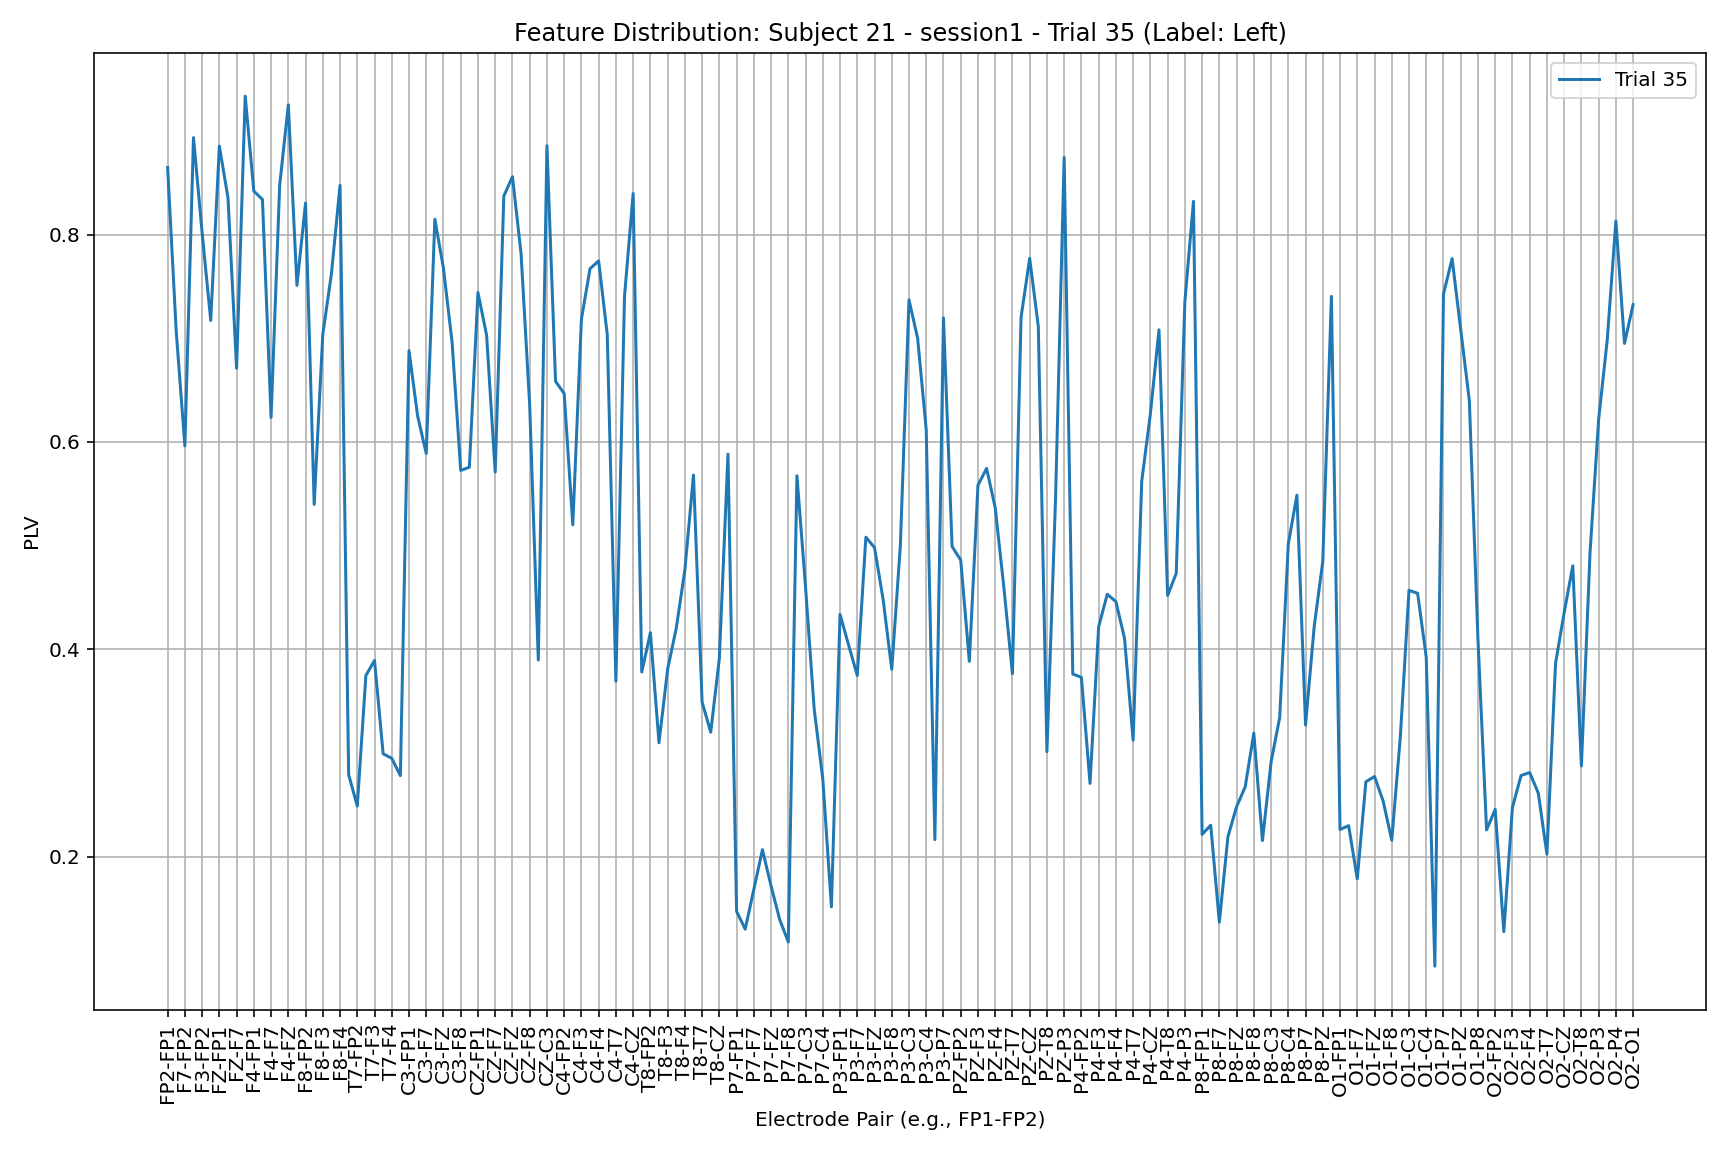 Feature Distribution: Subject 21 - session1 - Trial 35 (Label: Left)
Trial 35
PLV
0.8
0.6
0.4
0.2
FP2-FP1
F7-FP2
F3-FP2
FZ-FP1
FZ-F7
F4-FP1
F4-F7
F4-FZ
F8-FP2
F8-F3
F8-F4
T7-FP2
T7-F3
T7-F4
C3-FP1
C3-F7
C3-FZ
C3-F8
CZ-FP1
CZ-F7
CZ-FZ
CZ-F8
CZ-C3
C4-FP2
C4-F3
C4-F4
C4-T7
C4-CZ
T8-FP2
T8-F3
T8-F4
T8-T7
T8-CZ
P7-FP1
P7-F7
P7-FZ
P7-F8
P7-C3
P7-C4
P3-FP1
P3-F7
P3-FZ
P3-F8
P3-C3
P3-C4
P3-P7
PZ-FP2
PZ-F3
PZ-F4
PZ-T7
PZ-CZ
PZ-T8
PZ-P3
P4-FP2
P4-F3
P4-F4
P4-T7
P4-CZ
P4-T8
P4-P3
P8-FP1
P8-F7
P8-FZ
P8-F8
P8-C3
P8-C4
P8-P7
P8-PZ
O1-FP1
O1-F7
O1-FZ
O1-F8
O1-C3
O1-C4
O1-P7
O1-PZ
O1-P8
O2-FP2
O2-F3
O2-F4
O2-T7
O2-CZ
O2-T8
O2-P3
O2-P4
O2-O1
Electrode Pair (e.g., FP1-FP2)